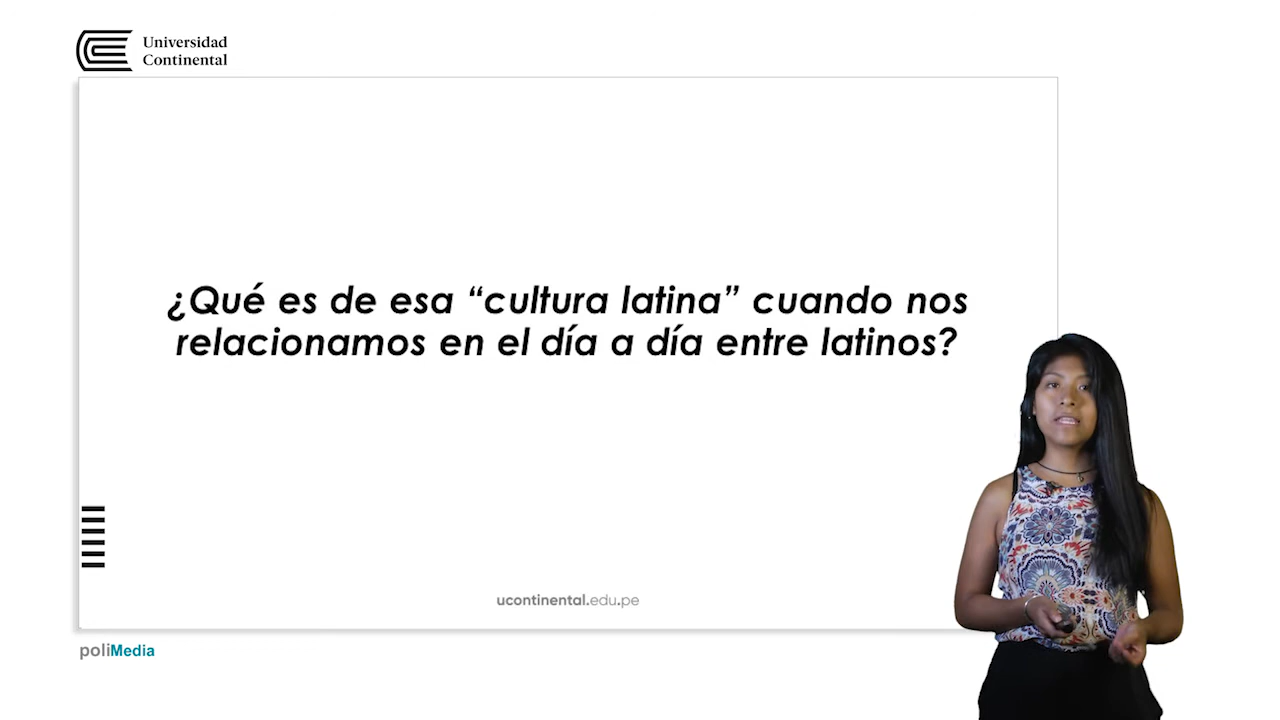 Universidad
Continental
¿Qué es de esa “cultura latina” cuando nos
relacionamos en el día a día entre latinos?
ucontinental.edu.pe
poliMedia